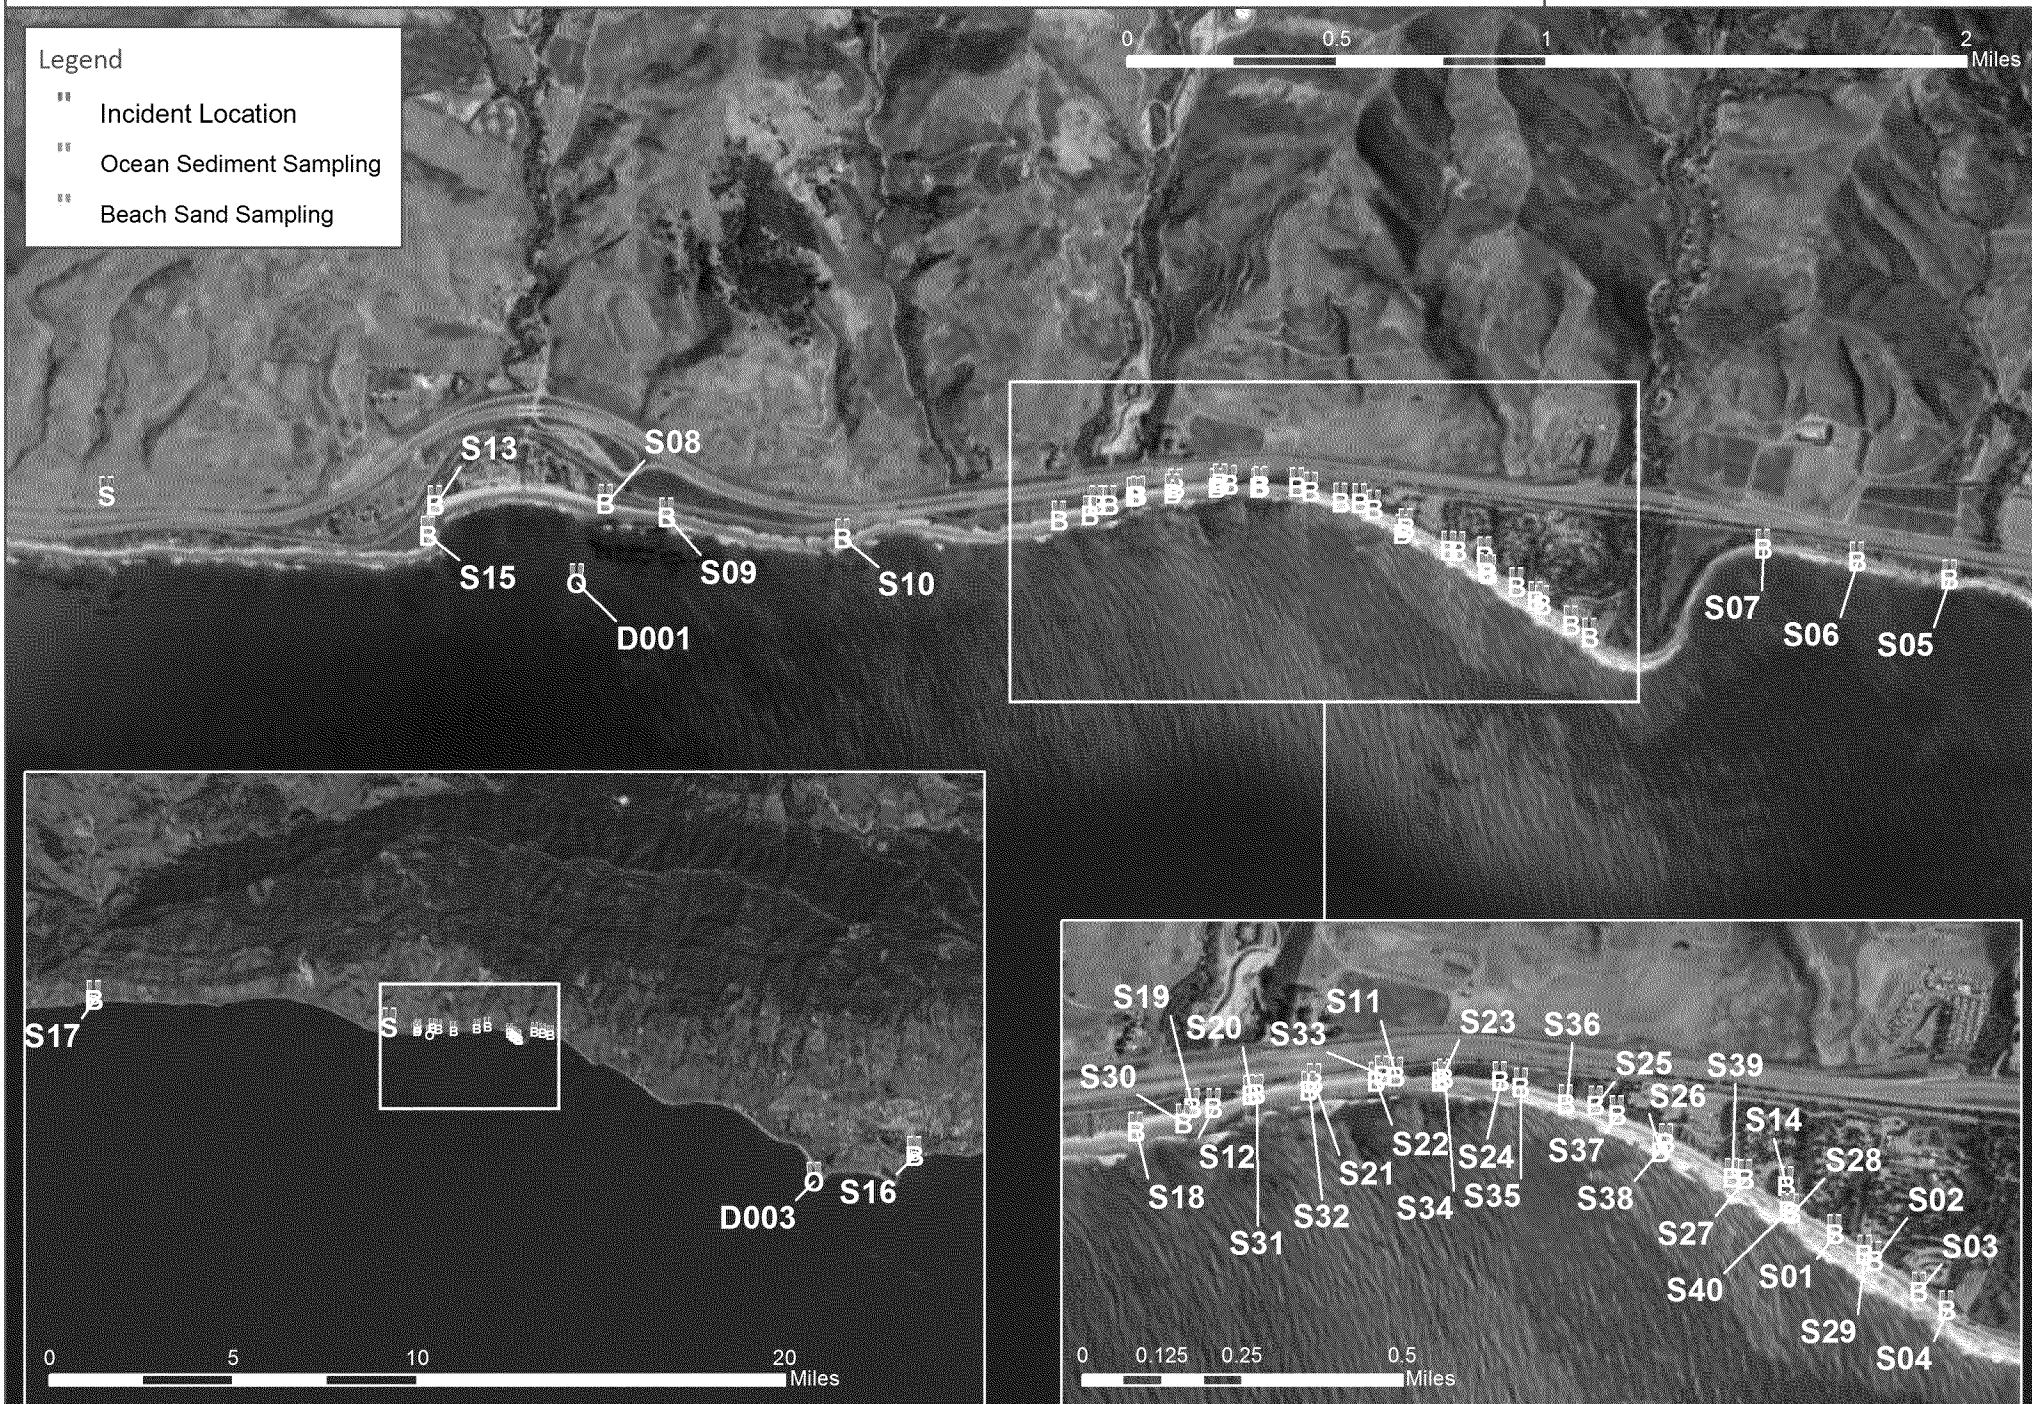 Legend
Incident Location
Ocean Sediment Sampling
Beach Sand Sampling
0 0.5 1 2
Miles
S13
S08
S
B
B
B
B
S15
O
D001
S09
B
S10
B
B
B
S07
S06
S05
S17
B
S
O
D003
S16
B
0 5 10 20
Miles
S19
S20
S33
S11
S23
S36
S25
S39
S30
S26
S14
S12
S22
S24
S37
S28
S18
S21
S34
S35
S38
S02
S32
S27
S31
S40
S01
S03
S29
S04
0 0.125 0.25 0.5
Miles